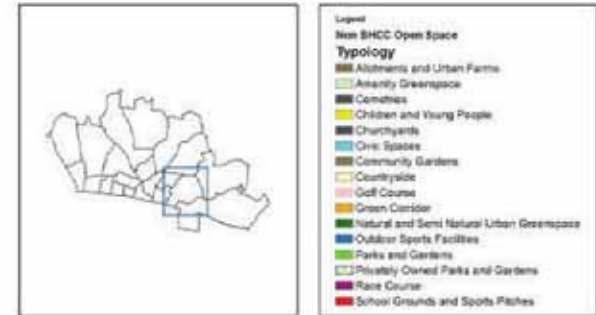 Legend
Non BHCC Open Space
Typology
Allotments and Urban Farms
Amenity Greenspace
Cemetries
Children and Young People
Churchyards
Civic Spaces
Community Gardens
Countryside
Golf Course
Green Corridor
Natural and Semi Natural Urban Greenspace
Outdoor Sports Facilities
Parks and Gardens
Privately Owned Parks and Gardens
Race Course
School Grounds and Sports Pitches